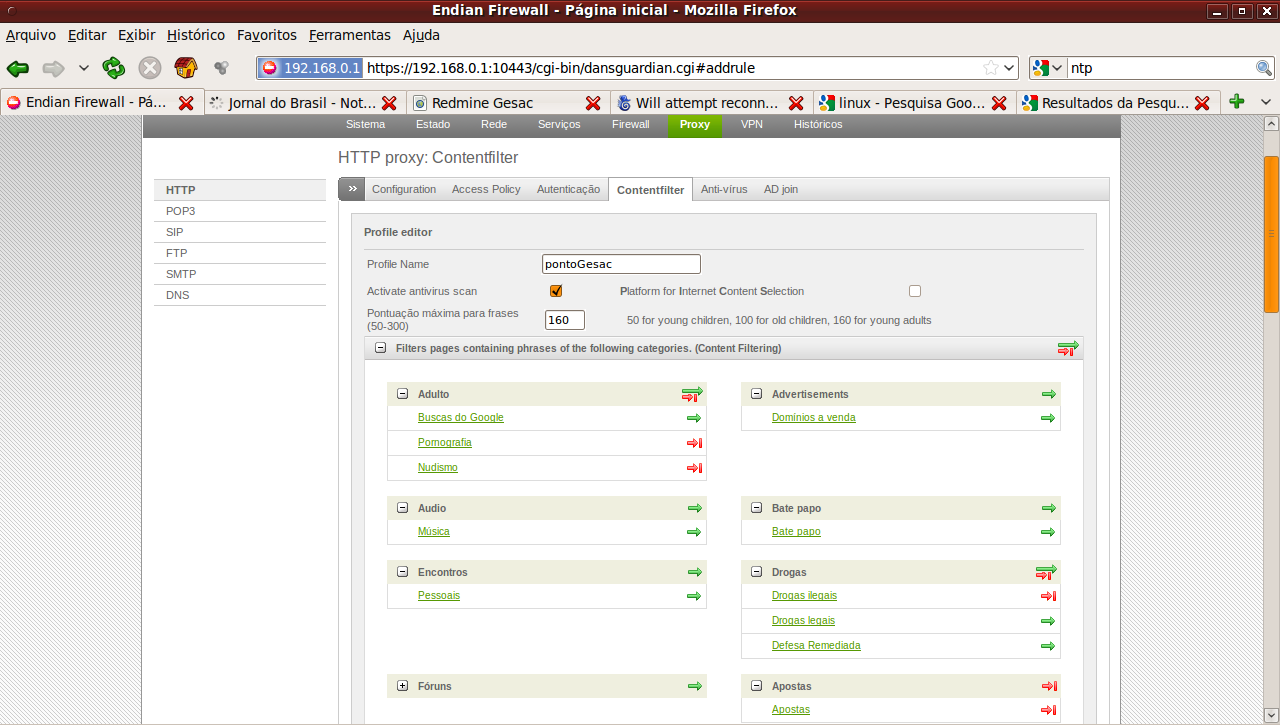 Endian Firewall - Página inicial - Mozilla Firefox
Arquivo Editar Exibir Histórico Favoritos Ferramentas Ajuda
192.168.0.1 https://192.168.0.1:10443/cgi-bin/dansguardian.cgi#addrule ntp
Endian Firewall - Pá... Jornal do Brasil - Not... Redmine Gesac Will attempt reconn... linux - Pesquisa Goo... Resultados da Pesqu...
Sistema Estado Rede Serviços Firewall Proxy VPN Históricos
HTTP proxy: Contentfilter
HTTP
POP3
SIP
FTP
SMTP
DNS
» Configuration Access Policy Autenticação Contentfilter Anti-vírus AD join
Profile editor
Profile Name pontoGesac
Activate antivirus scan Platform for Internet Content Selection
Pontuação máxima para frases
(50-300) 160 50 for young children, 100 for old children, 160 for young adults
Filters pages containing phrases of the following categories. (Content Filtering)
Adulto
Buscas do Google
Pornografia
Nudismo
Advertisements
Dominios a venda
Audio
Música
Bate papo
Bate papo
Encontros
Pessoais
Drogas
Drogas ilegais
Drogas legais
Defesa Remediada
Fóruns
Apostas
Apostas